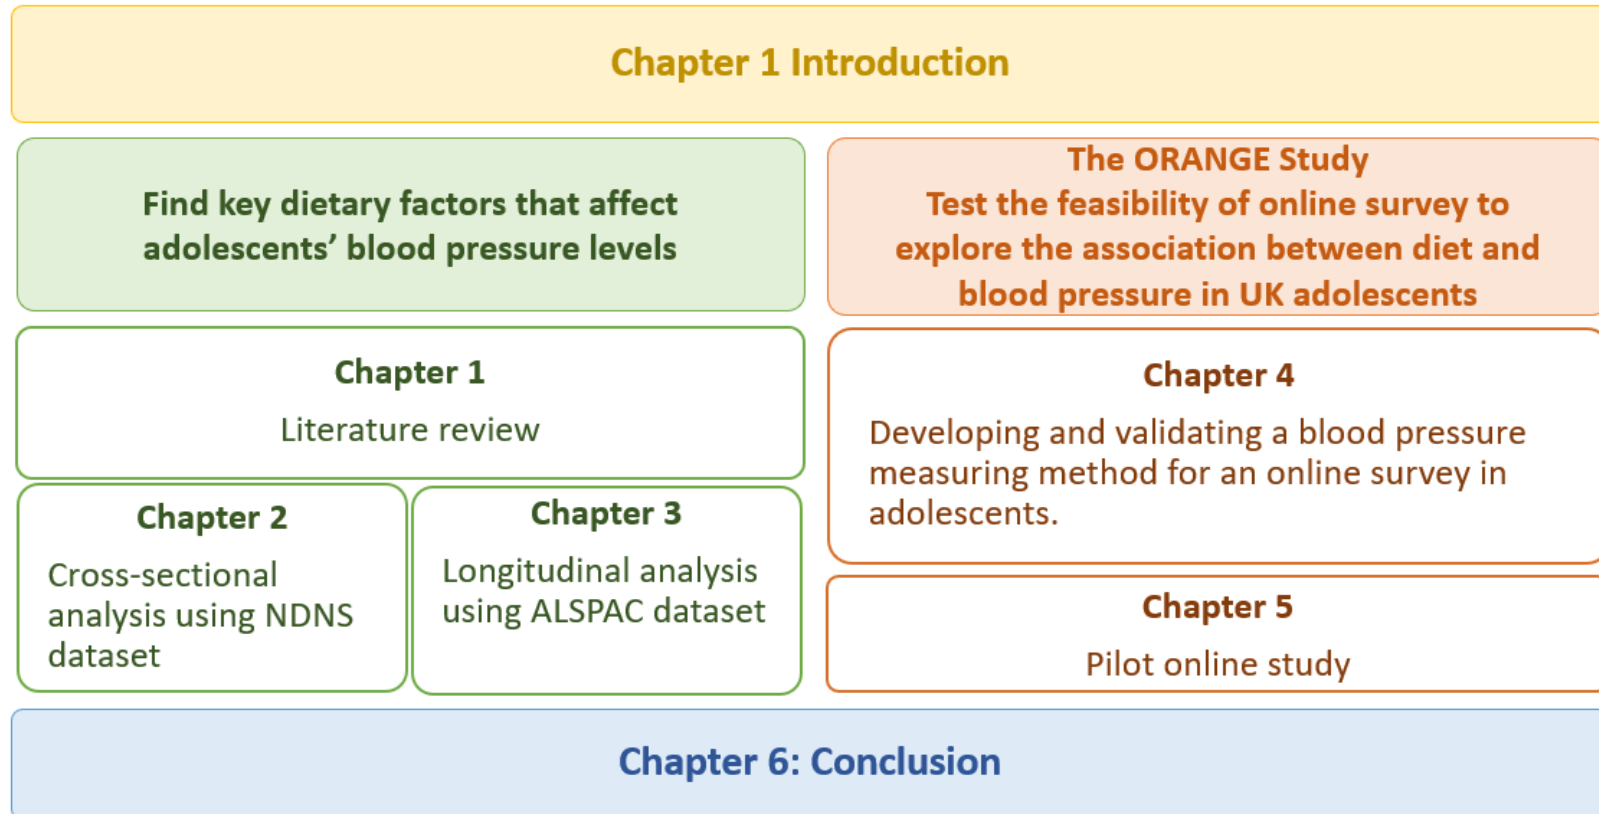 Chapter 1 Introduction
Find key dietary factors that affect
adolescents’ blood pressure levels
The ORANGE Study
Test the feasibility of online survey to
explore the association between diet and
blood pressure in UK adolescents
Chapter 1
Literature review
Chapter 2
Cross-sectional
analysis using NDNS
dataset
Chapter 3
Longitudinal analysis
using ALSPAC dataset
Chapter 4
Developing and validating a blood pressure
measuring method for an online survey in
adolescents.
Chapter 5
Pilot online study
Chapter 6: Conclusion